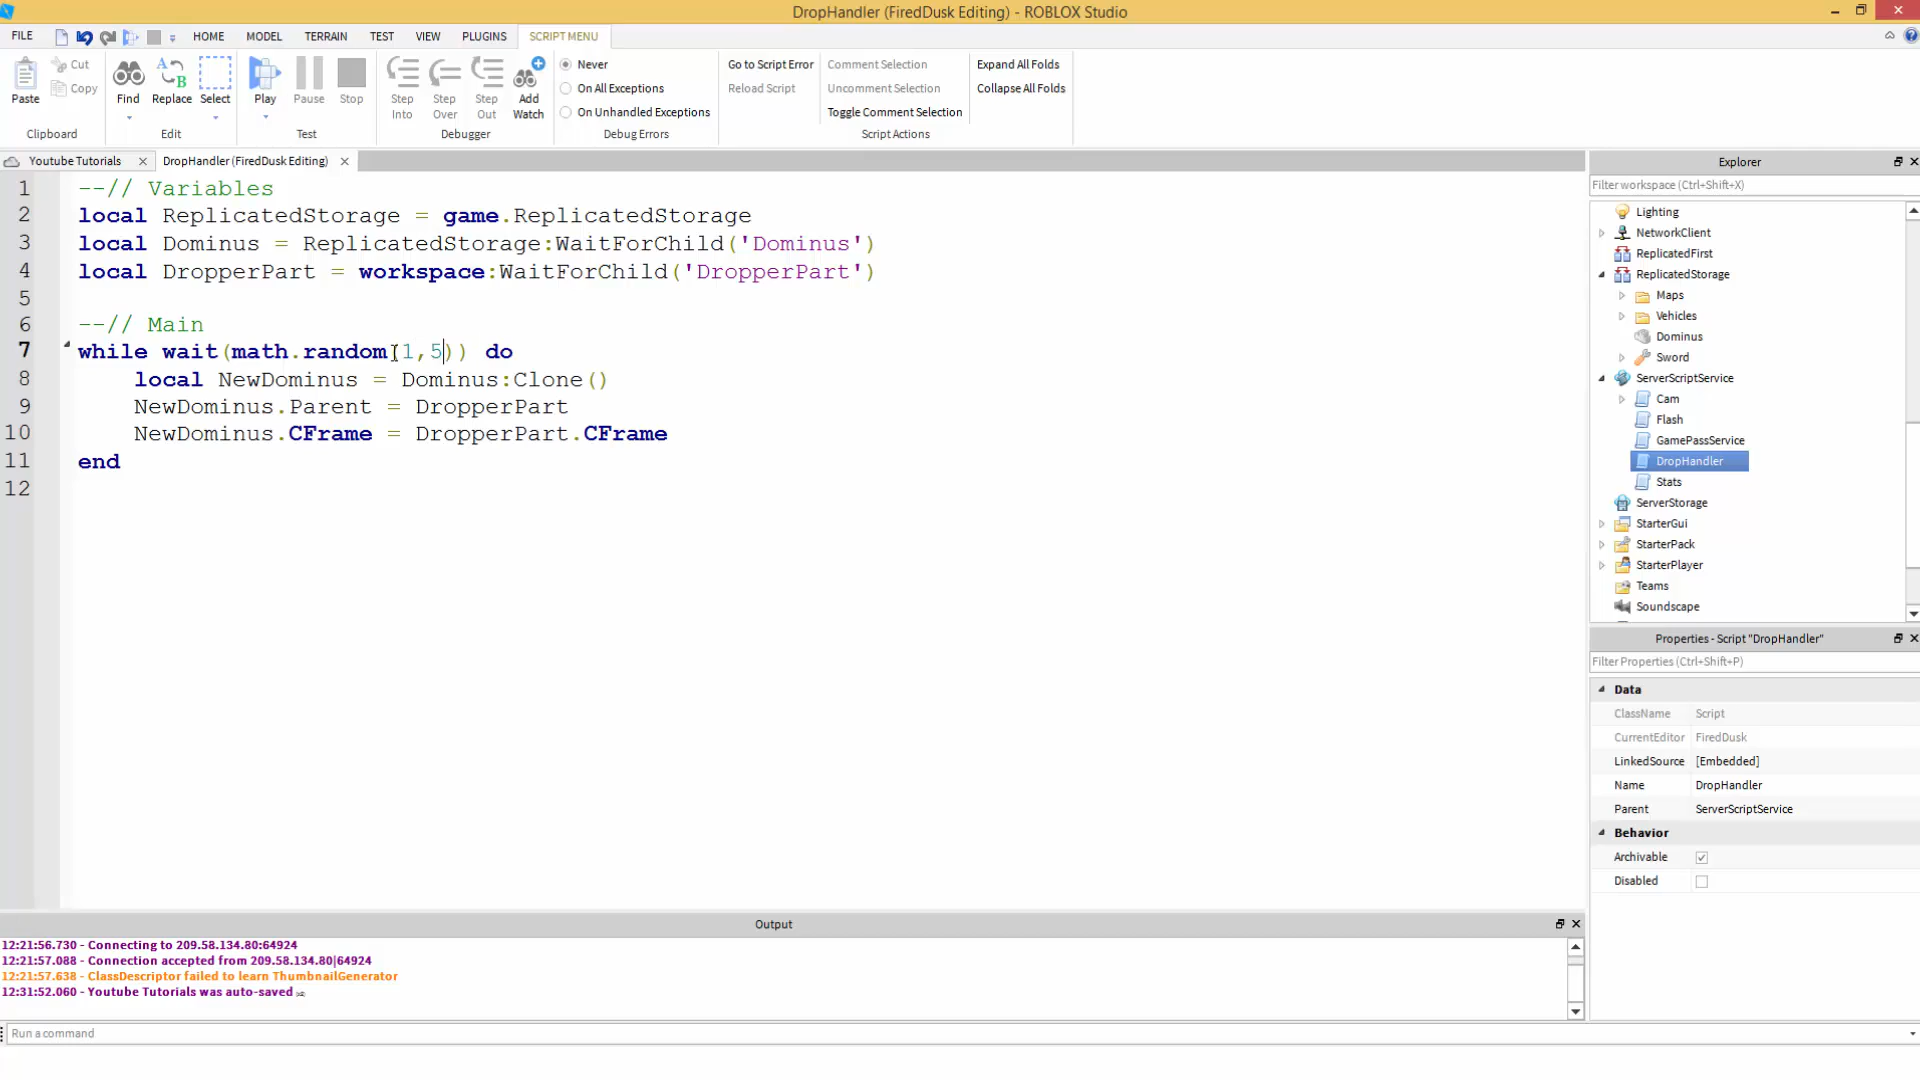 DropHandler (FiredDusk Editing) - ROBLOX Studio
FILE HOME MODEL TERRAIN TEST VIEW PLUGINS SCRIPT MENU
Paste Cut Copy Clipboard
Find Replace Select Edit
Play Pause Stop Test
Step Into Step Over Step Out Add Watch Debugger
Never
On All Exceptions
On Unhandled Exceptions
Debug Errors
Go to Script Error
Reload Script
Comment Selection
Uncomment Selection
Toggle Comment Selection
Expand All Folds
Collapse All Folds
Script Actions
Youtube Tutorials DropHandler (FiredDusk Editing)
1 --// Variables
2 local ReplicatedStorage = game.ReplicatedStorage
3 local Dominus = ReplicatedStorage:WaitForChild('Dominus')
4 local DropperPart = workspace:WaitForChild('DropperPart')
5
6 --// Main
7 while wait(math.random(1,5)) do
8 local NewDominus = Dominus:Clone()
9 NewDominus.Parent = DropperPart
10 NewDominus.CFrame = DropperPart.CFrame
11 end
12
Explorer
Filter workspace (Ctrl+Shift+X)
Lighting
NetworkClient
ReplicatedFirst
ReplicatedStorage
Maps
Vehicles
Dominus
Sword
ServerScriptService
Cam
Flash
GamePassService
DropHandler
Stats
ServerStorage
StarterGui
StarterPack
StarterPlayer
Teams
Soundscape
Properties - Script "DropHandler"
Filter Properties (Ctrl+Shift+P)
Data
ClassName Script
CurrentEditor FiredDusk
LinkedSource [Embedded]
Name DropHandler
Parent ServerScriptService
Behavior
Archivable
Disabled
Output
12:21:56.730 - Connecting to 209.58.134.80:64924
12:21:57.088 - Connection accepted from 209.58.134.80|64924
12:21:57.638 - ClassDescriptor failed to learn ThumbnailGenerator
12:31:52.060 - Youtube Tutorials was auto-saved
Run a command